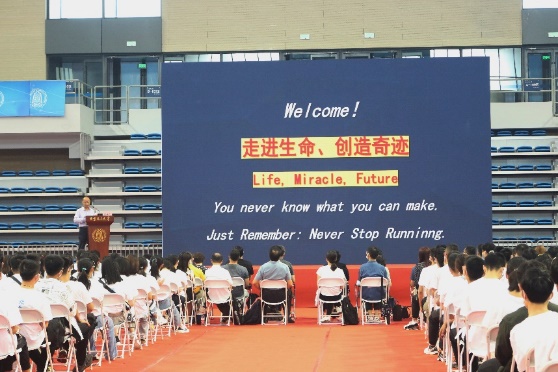 Welcome!
走进生命、创造奇迹
Life, Miracle, Future
You never know what you can make.
Just Remember: Never Stop Runninng.